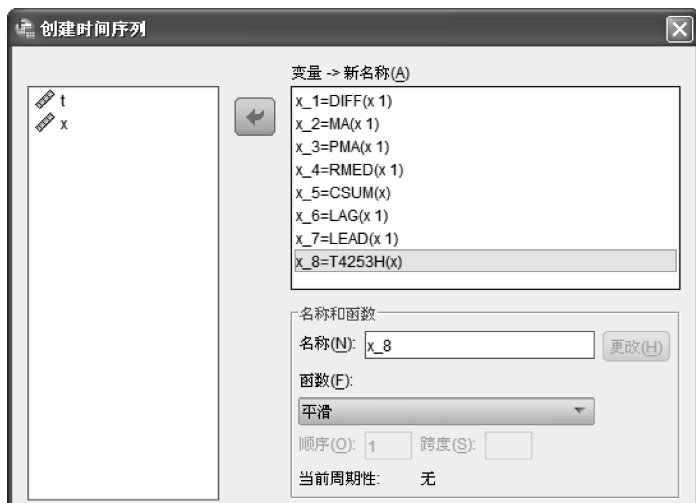 创建时间序列
变量 -> 新名称(A)
t
x
x_1=DIFF(x 1)
x_2=MA(x 1)
x_3=PMA(x 1)
x_4=RMED(x 1)
x_5=CSUM(x)
x_6=LAG(x 1)
x_7=LEAD(x 1)
x_8=T4253H(x)
名称和函数
名称(N): x_8 更改(H)
函数(F):
平滑
顺序(O): 1 跨度(S):
当前周期性: 无